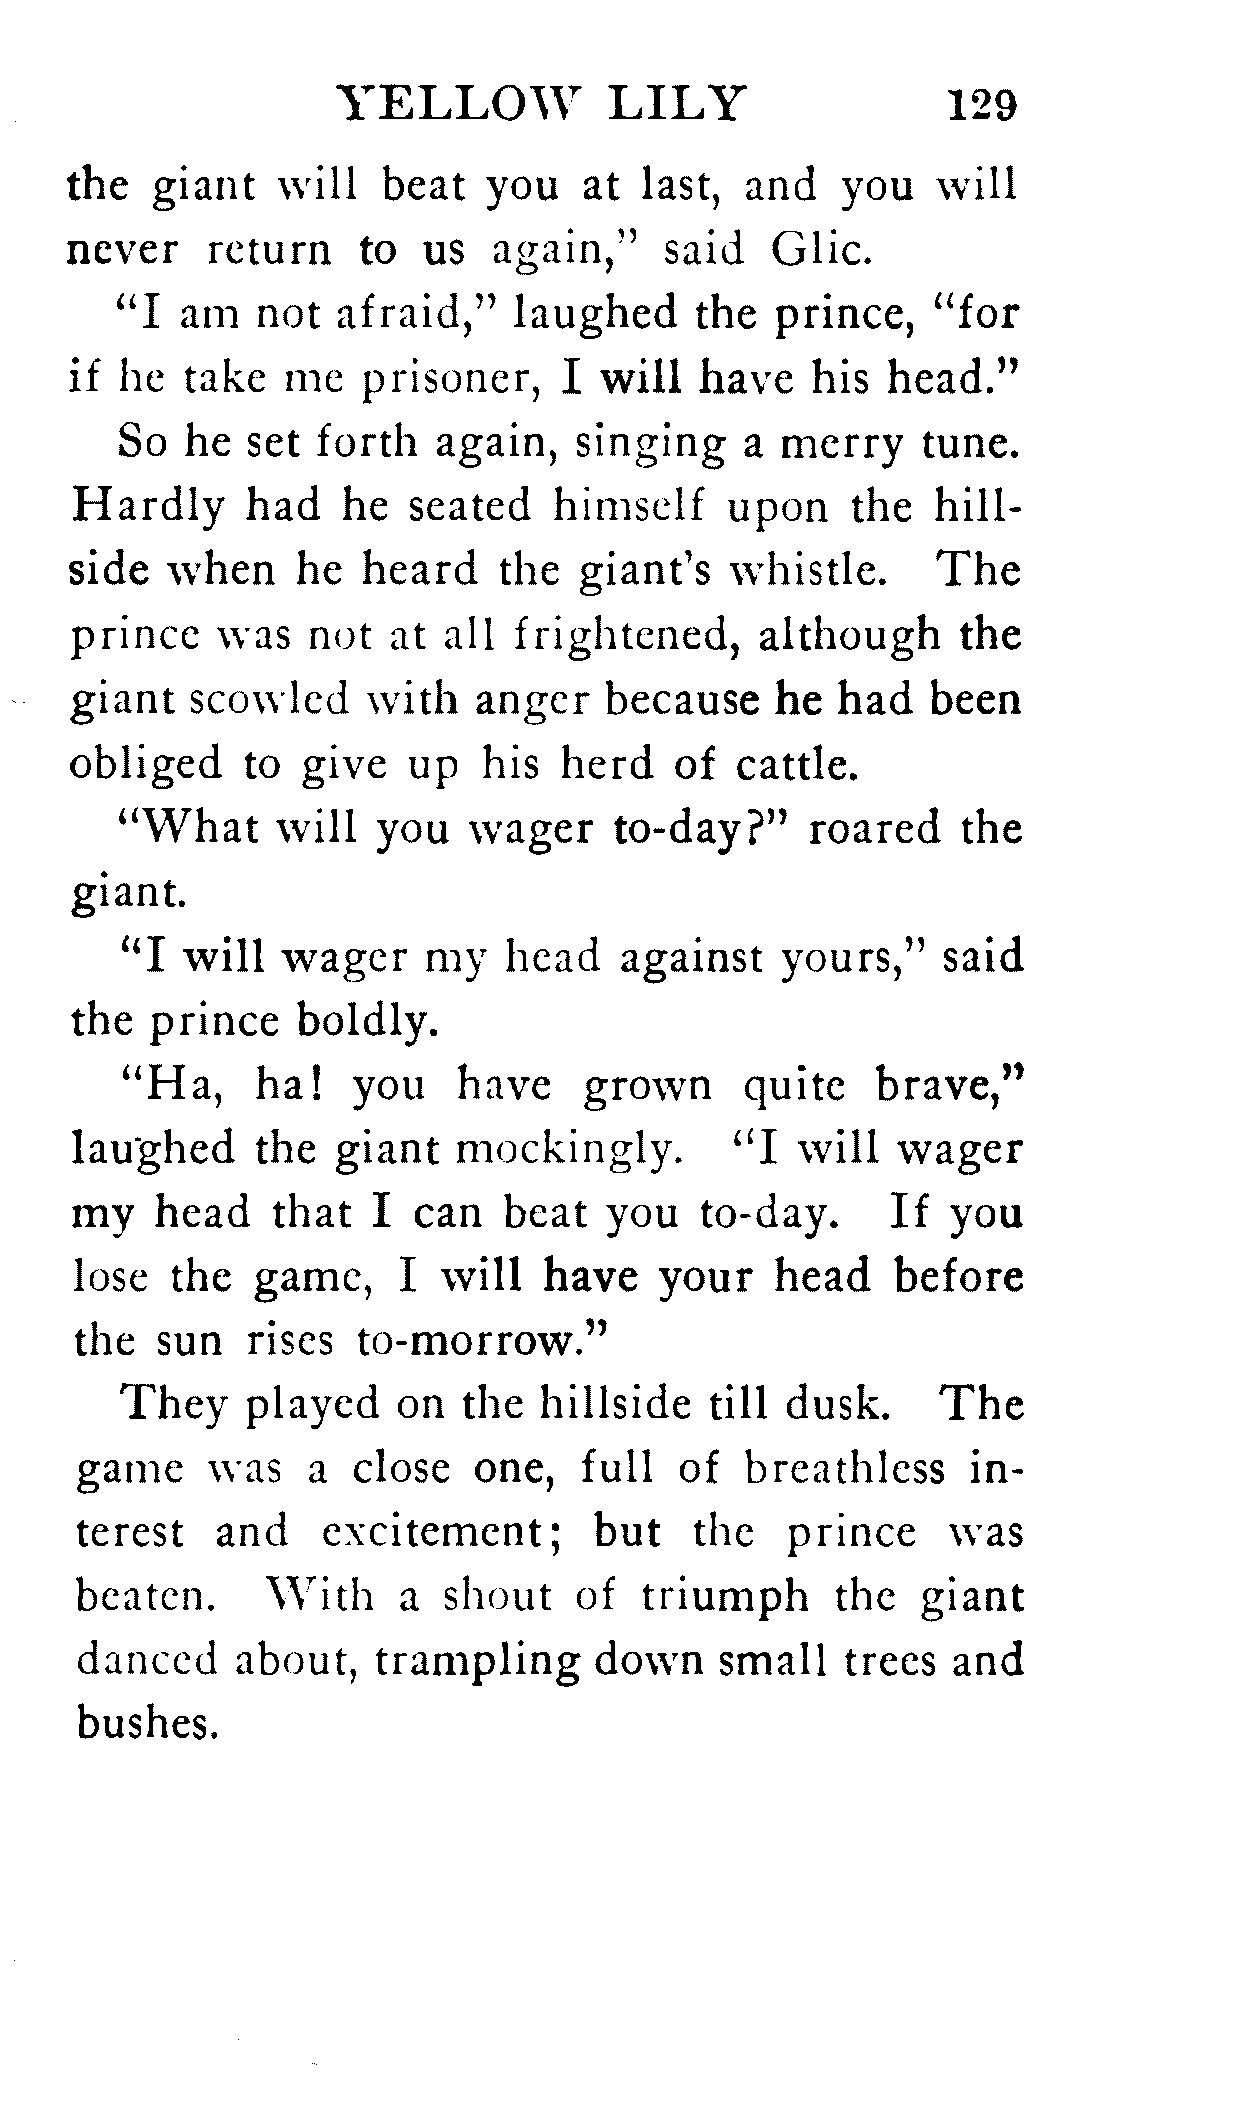 YELLOW LILY 129
the giant will beat you at last, and you will
never return to us again," said Glic.
"I am not afraid," laughed the prince, "for
if he take me prisoner, I will have his head."
So he set forth again, singing a merry tune.
Hardly had he seated himself upon the hill-
side when he heard the giant's whistle. The
prince was not at all frightened, although the
giant scowled with anger because he had been
obliged to give up his herd of cattle.
"What will you wager to-day?" roared the
giant.
"I will wager my head against yours," said
the prince boldly.
"Ha, ha! you have grown quite brave,"
laughed the giant mockingly. "I will wager
my head that I can beat you to-day. If you
lose the game, I will have your head before
the sun rises to-morrow."
They played on the hillside till dusk. The
game was a close one, full of breathless in-
terest and excitement; but the prince was
beaten. With a shout of triumph the giant
danced about, trampling down small trees and
bushes.